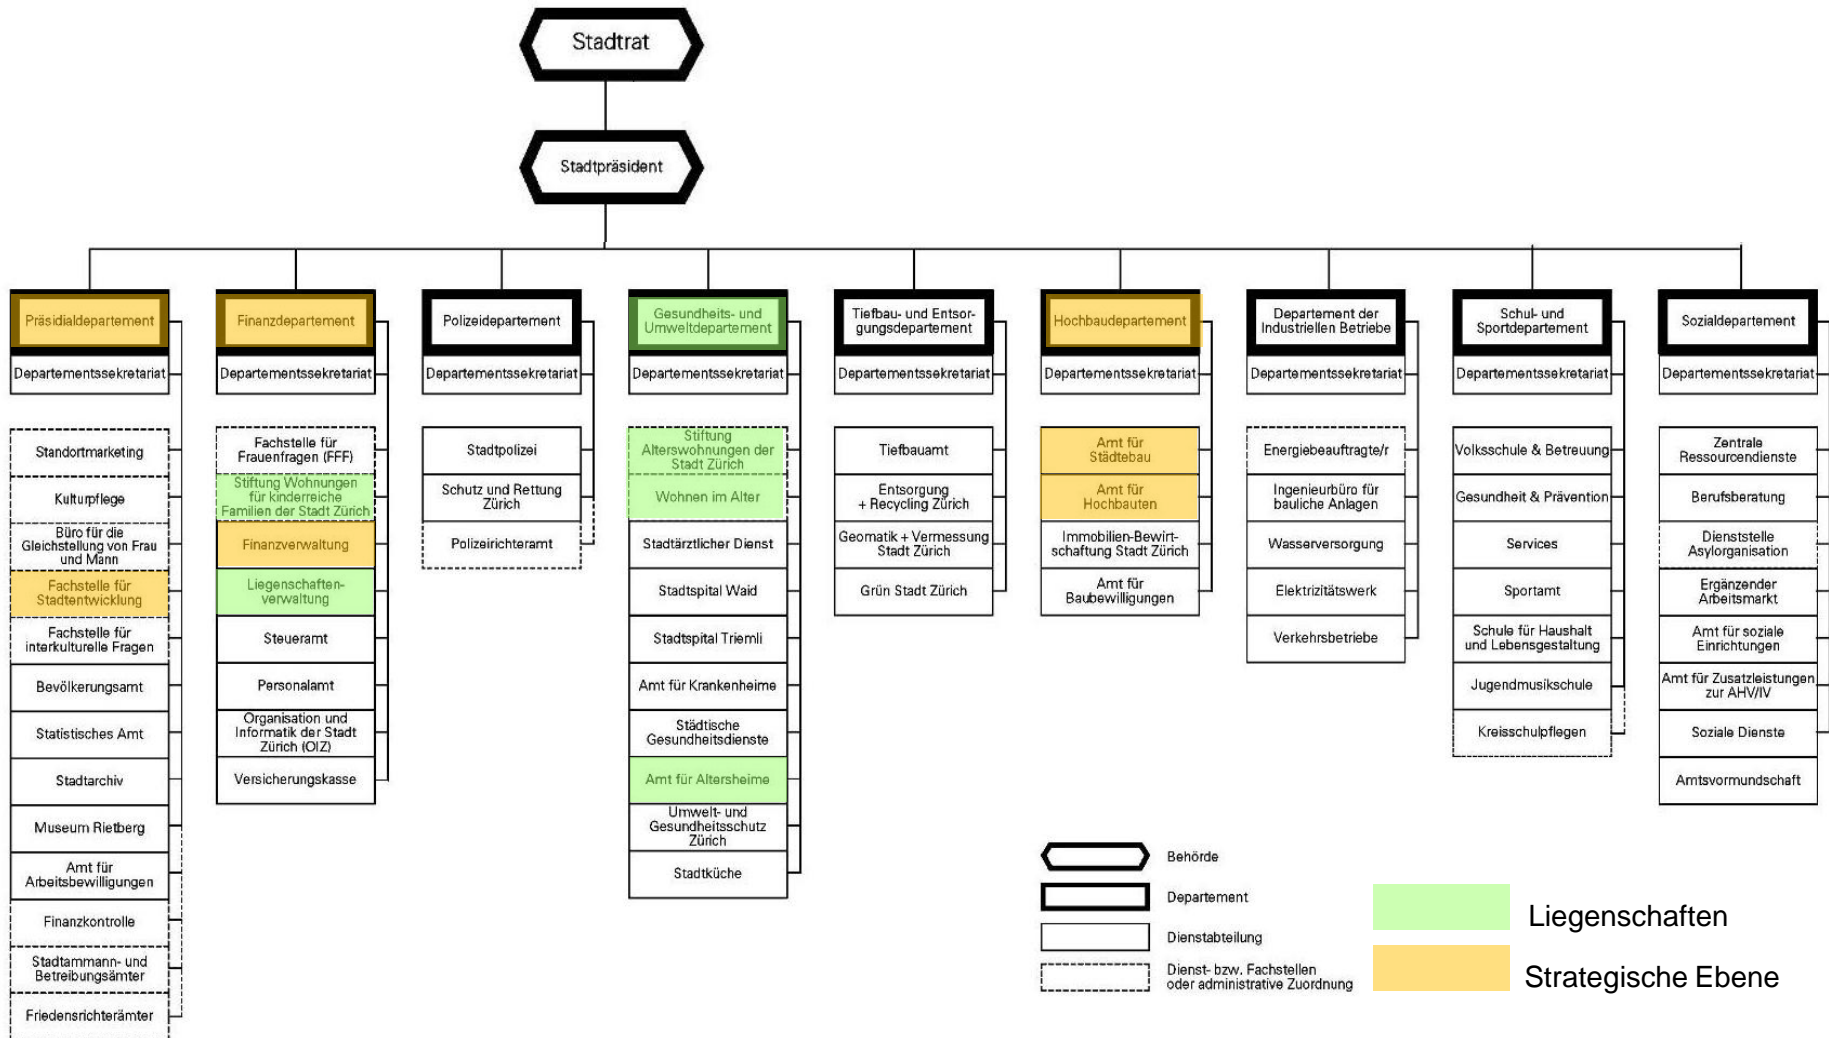 Stadtrat
Stadtpräsident
Präsidialdepartement
Departementssekretariat
Standortmarketing
Kulturpflege
Büro für die
Gleichstellung von Frau
und Mann
Fachstelle für
Stadtentwicklung
Fachstelle für
interkulturelle Fragen
Bevölkerungsamt
Statistisches Amt
Stadtarchiv
Museum Rietberg
Amt für
Arbeitsbewilligungen
Finanzkontrolle
Stadtammann- und
Betreibungsämter
Friedensrichterämter
Finanzdepartement
Departementssekretariat
Fachstelle für
Frauenfragen (FFF)
Stiftung Wohnungen
für kinderreiche
Familien der Stadt Zürich
Finanzverwaltung
Liegenschaften-
verwaltung
Steueramt
Personalamt
Organisation und
Informatik der Stadt
Zürich (OIZ)
Versicherungskasse
Polizeidepartement
Departementssekretariat
Stadtpolizei
Schutz und Rettung
Zürich
Polizeirichteramt
Gesundheits- und
Umweltdepartement
Departementssekretariat
Stiftung
Alterswohnungen der
Stadt Zürich
Wohnen im Alter
Stadtärztlicher Dienst
Stadtspital Waid
Stadtspital Triemli
Amt für Krankenheime
Städtische
Gesundheitsdienste
Amt für Altersheime
Umwelt- und
Gesundheitsschutz
Zürich
Stadtküche
Tiefbau- und Entsor-
gungsdepartement
Departementssekretariat
Tiefbauamt
Entsorgung
+ Recycling Zürich
Geomatik + Vermessung
Stadt Zürich
Grün Stadt Zürich
Hochbaudepartement
Departementssekretariat
Amt für
Städtebau
Amt für
Hochbauten
Immobilien-Bewirt-
schaftung Stadt Zürich
Amt für
Baubewilligungen
Departement der
Industriellen Betriebe
Departementssekretariat
Energiebeauftragte/r
Ingenieurbüro für
bauliche Anlagen
Wasserversorgung
Elektrizitätswerk
Verkehrsbetriebe
Schul- und
Sportdepartement
Departementssekretariat
Volksschule & Betreuung
Gesundheit & Prävention
Services
Sportamt
Schule für Haushalt
und Lebensgestaltung
Jugendmusikschule
Kreisschulpflegen
Sozialdepartement
Departementssekretariat
Zentrale
Ressourcendienste
Berufsberatung
Dienststelle
Asylorganisation
Ergänzender
Arbeitsmarkt
Amt für soziale
Einrichtungen
Amt für Zusatzleistungen
zur AHV/IV
Soziale Dienste
Amtsvormundschaft
Behörde
Departement
Dienstabteilung
Dienst- bzw. Fachstellen
oder administrative Zuordnung
Liegenschaften
Strategische Ebene